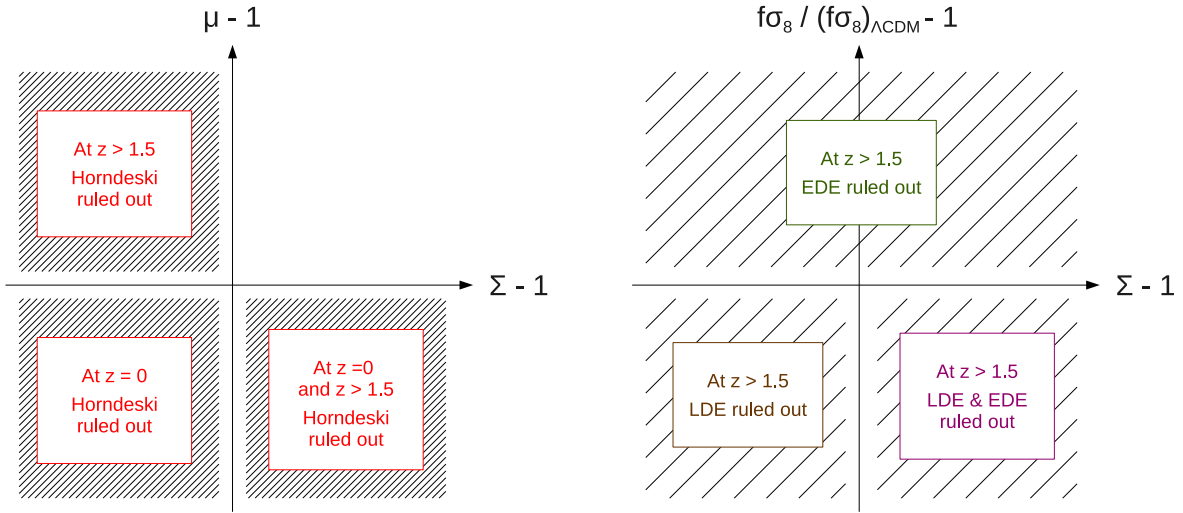 μ - 1
At z > 1.5
Horndeski
ruled out
Σ - 1
At z = 0
Horndeski
ruled out
At z =0
and z > 1.5
Horndeski
ruled out
fσ₈ / (fσ₈)ΛCDM - 1
At z > 1.5
EDE ruled out
Σ - 1
At z > 1.5
LDE ruled out
At z > 1.5
LDE & EDE
ruled out